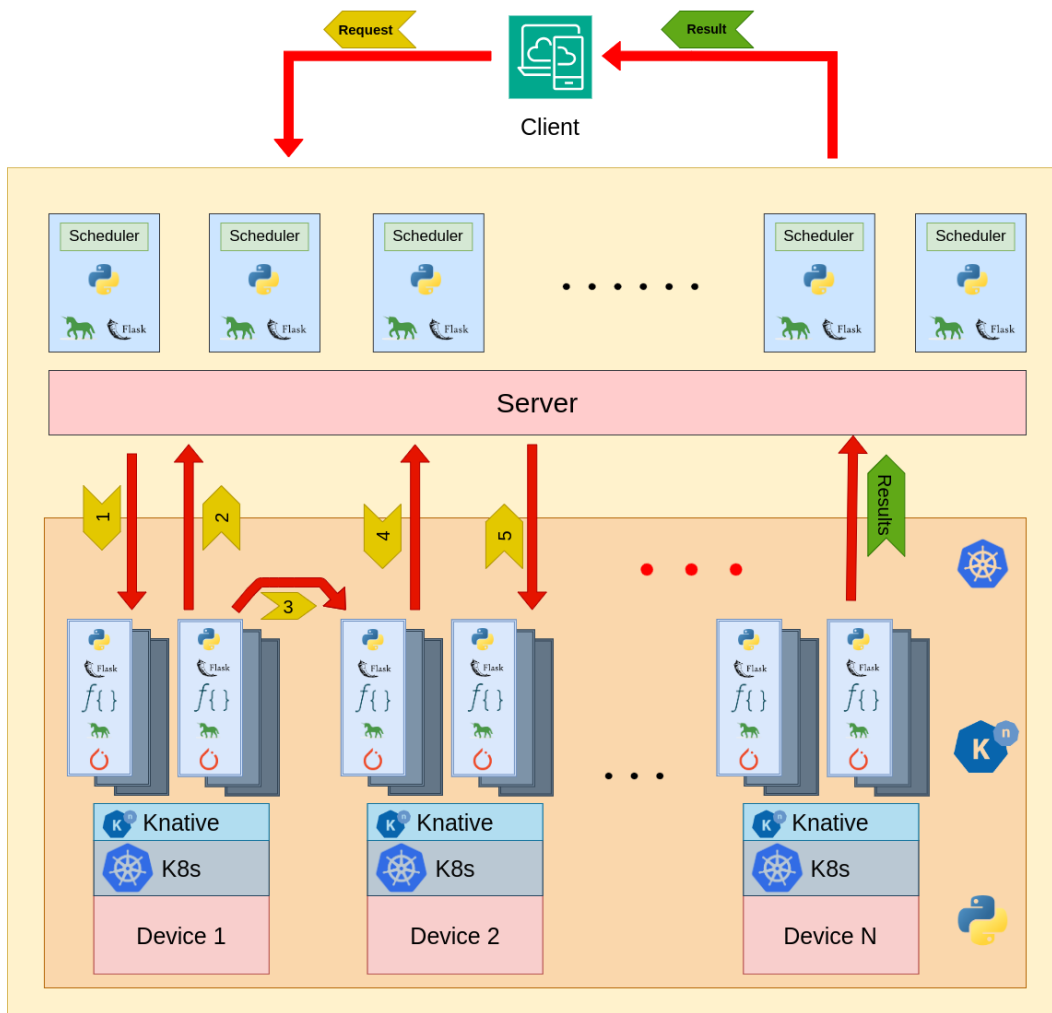 Request
Result
Client
Scheduler
Scheduler
Scheduler
Scheduler
Scheduler
Flask
Flask
Flask
Flask
Flask
Server
1
2
3
4
5
Results
Flask
Flask
Flask
Flask
Flask
Flask
f{}
f{}
f{}
f{}
f{}
f{}
K n
K n Knative
K n Knative
K n Knative
K8s
K8s
K8s
Device 1
Device 2
Device N